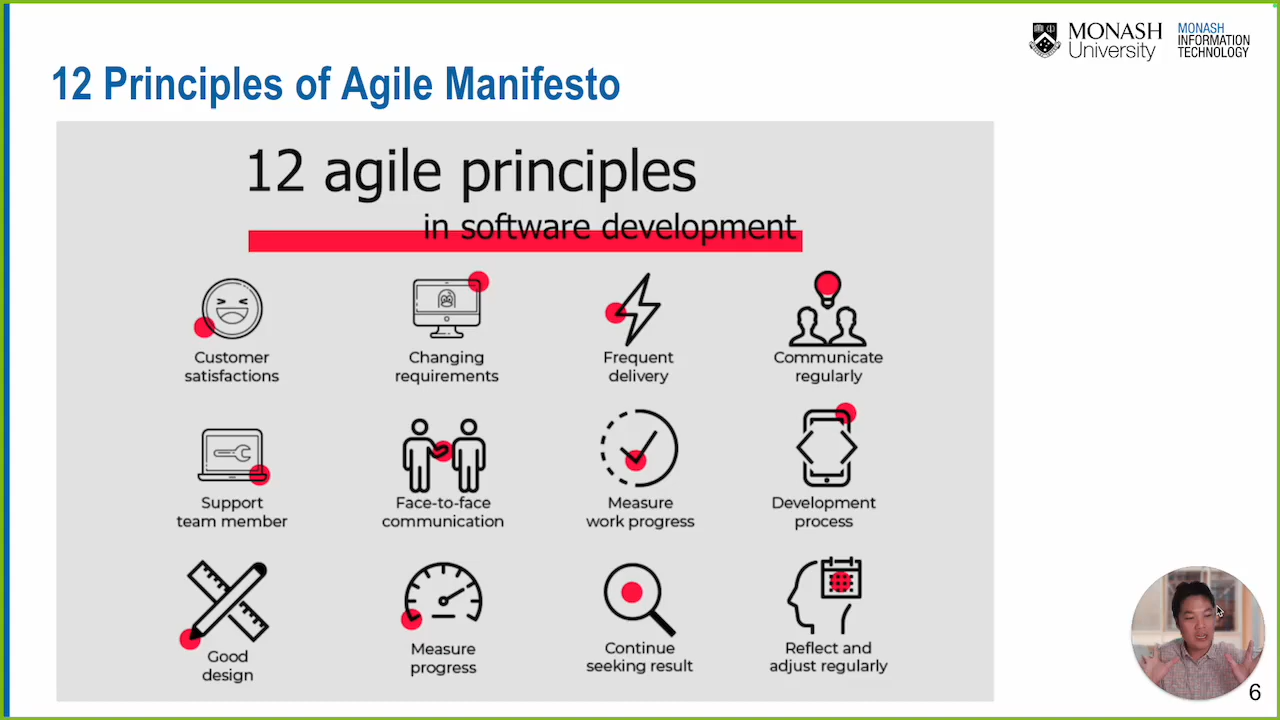 MONASH
University
MONASH
INFORMATION
TECHNOLOGY
12 Principles of Agile Manifesto
12 agile principles
in software development
Customer
satisfactions
Changing
requirements
Frequent
delivery
Communicate
regularly
Support
team member
Face-to-face
communication
Measure
work progress
Development
process
Good
design
Measure
progress
Continue
seeking result
Reflect and
adjust regularly
6